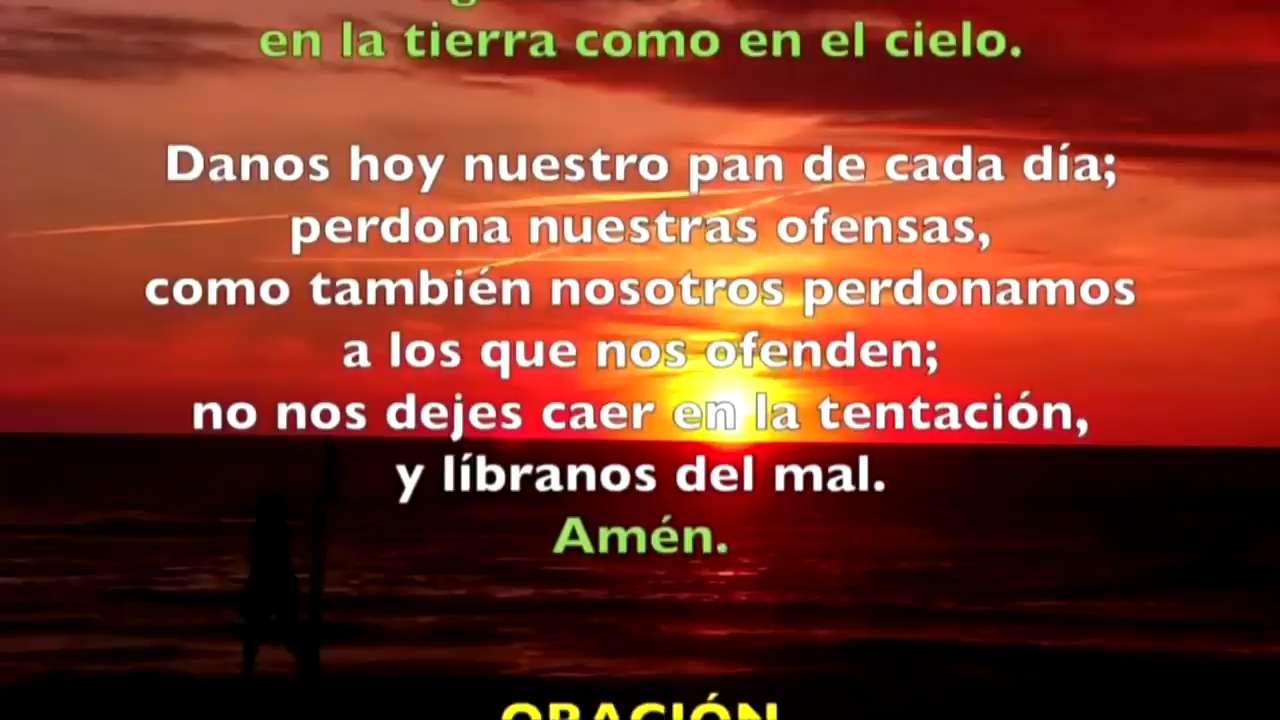 en la tierra como en el cielo.
Danos hoy nuestro pan de cada día;
perdona nuestras ofensas,
como también nosotros perdonamos
a los que nos ofenden;
no nos dejes caer en la tentación,
y líbranos del mal.
Amén.
ORACIÓN